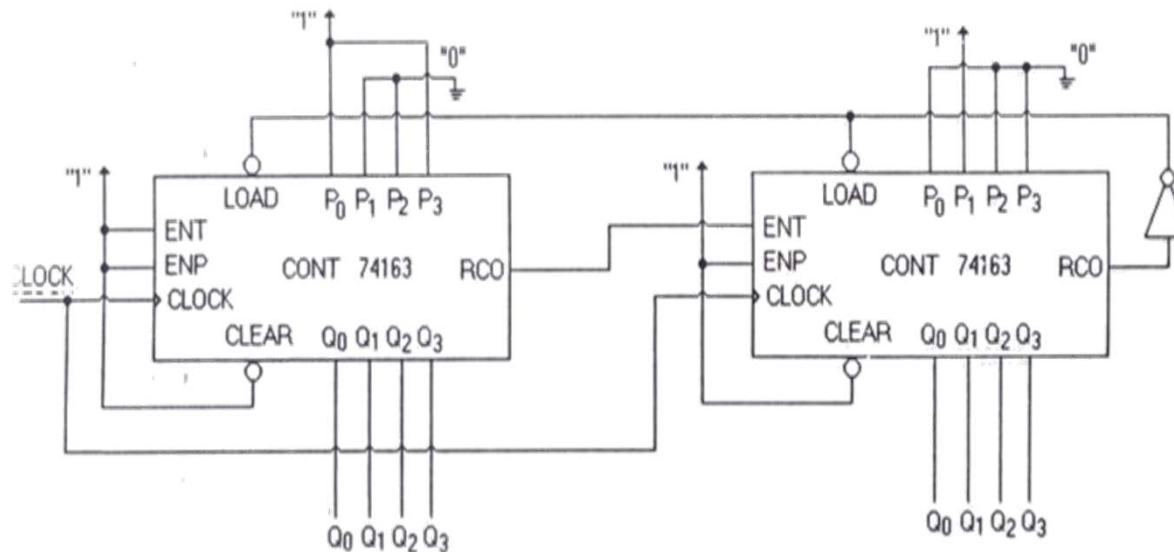 "1"
"0"
"1"
"0"
"1"
LOAD P0 P1 P2 P3
ENT
ENP
CONT 74163
RCO
CLOCK
CLOCK
CLEAR Q0 Q1 Q2 Q3
Q0 Q1 Q2 Q3
"1"
LOAD P0 P1 P2 P3
ENT
ENP
CONT 74163
RCO
CLOCK
CLEAR Q0 Q1 Q2 Q3
Q0 Q1 Q2 Q3